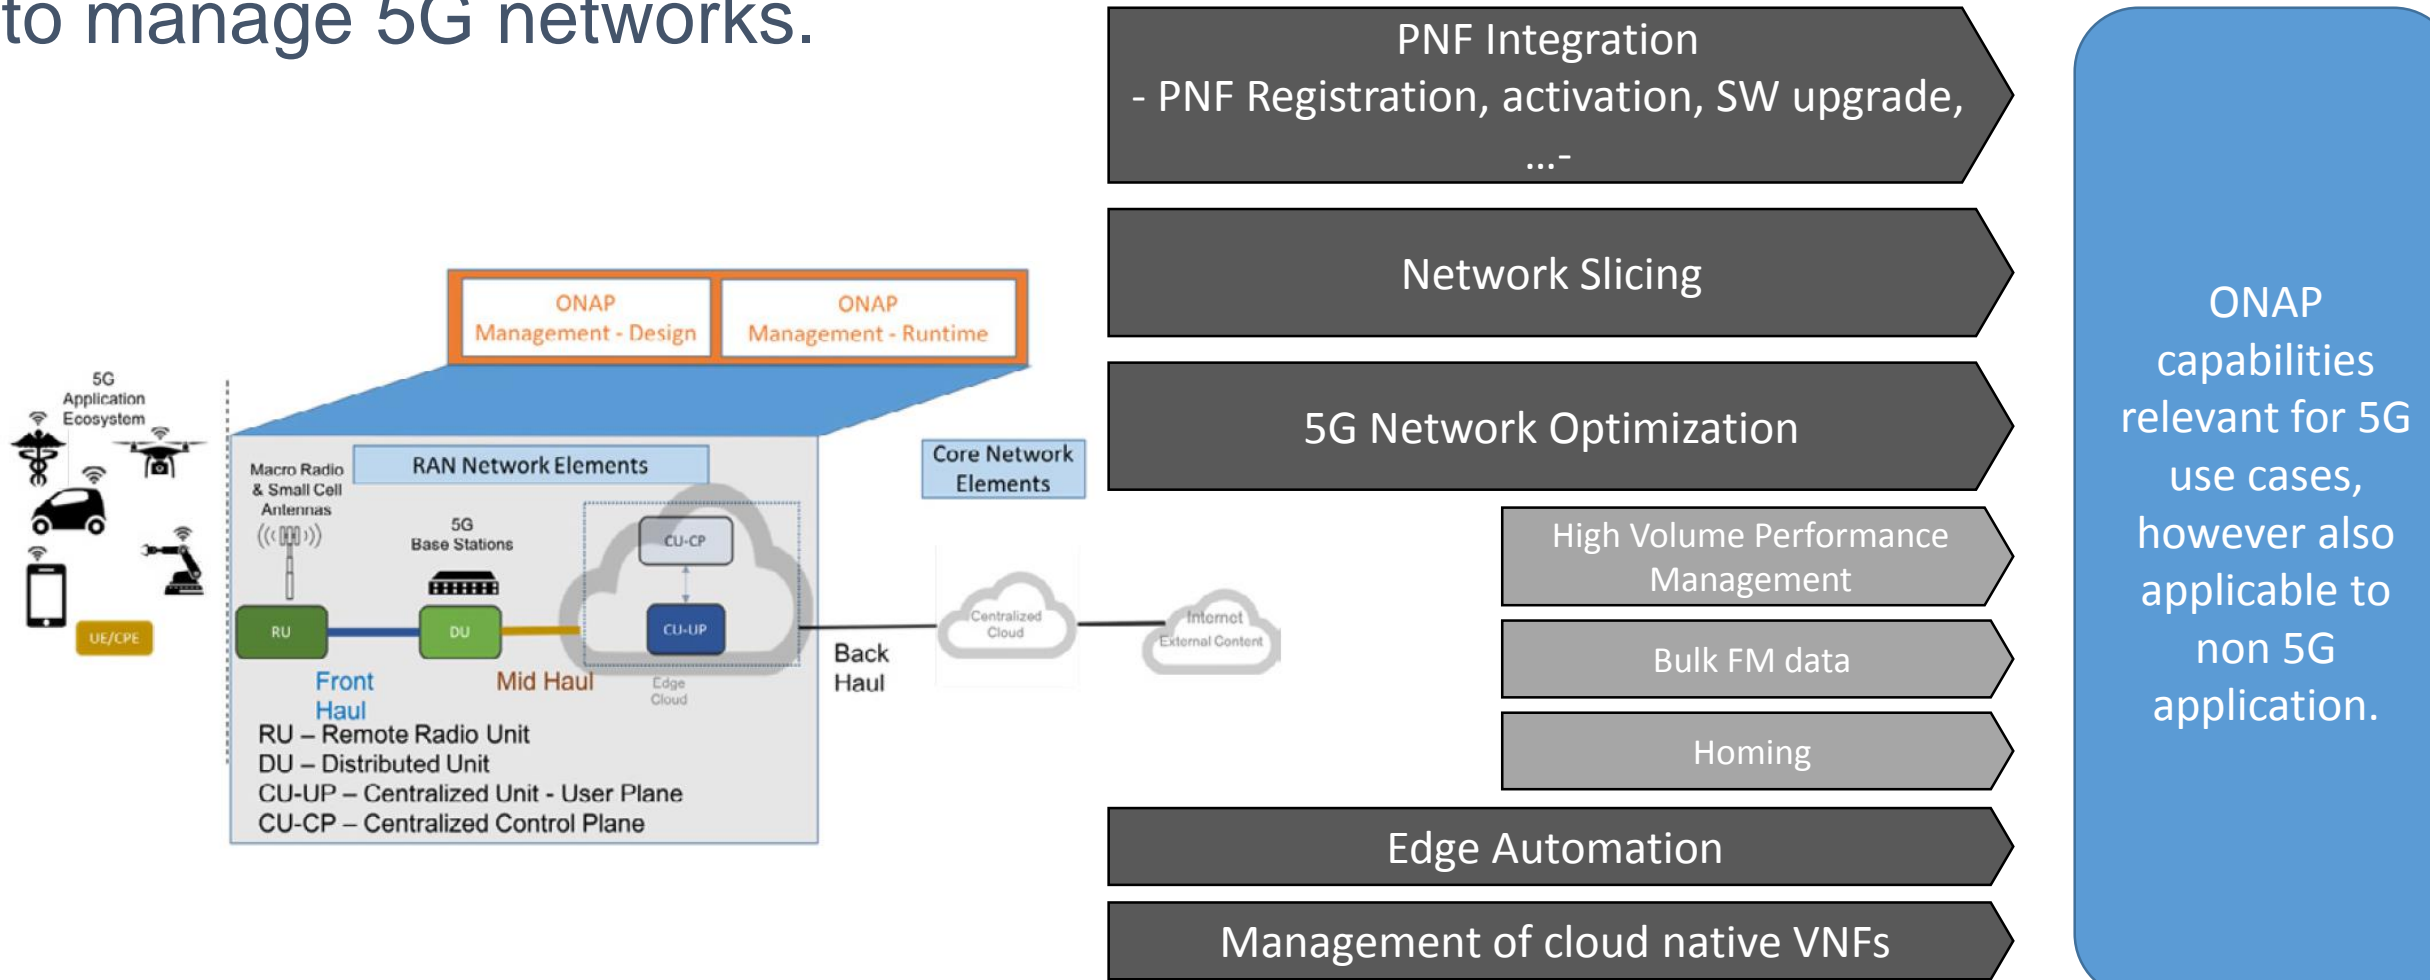 to manage 5G networks.
ONAP
Management - Design
ONAP
Management - Runtime
5G
Application
Ecosystem
UE/CPE
Macro Radio
& Small Cell
Antennas
RAN Network Elements
5G
Base Stations
CU-CP
CU-UP
RU
DU
Front
Haul
Mid Haul
Edge
Cloud
Back
Haul
Core Network
Elements
Centralized
Cloud
Internet
External Content
RU – Remote Radio Unit
DU – Distributed Unit
CU-UP – Centralized Unit - User Plane
CU-CP – Centralized Control Plane
PNF Integration
- PNF Registration, activation, SW upgrade,
...-
Network Slicing
5G Network Optimization
High Volume Performance
Management
Bulk FM data
Homing
Edge Automation
Management of cloud native VNFs
ONAP
capabilities
relevant for 5G
use cases,
however also
applicable to
non 5G
application.